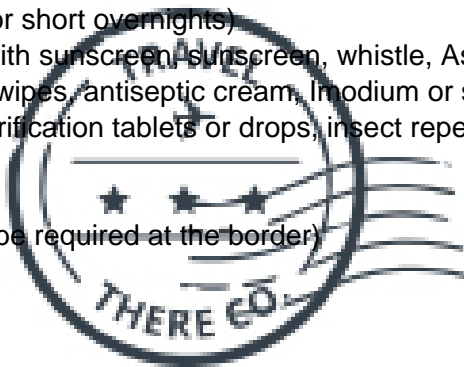 or short overnights)
ith sunscreen, sunscreen, whistle, As
wipes, antiseptic cream, Imodium or s
rification tablets or drops, insect repe
be required at the border)
TRAVEL
THERE CO.